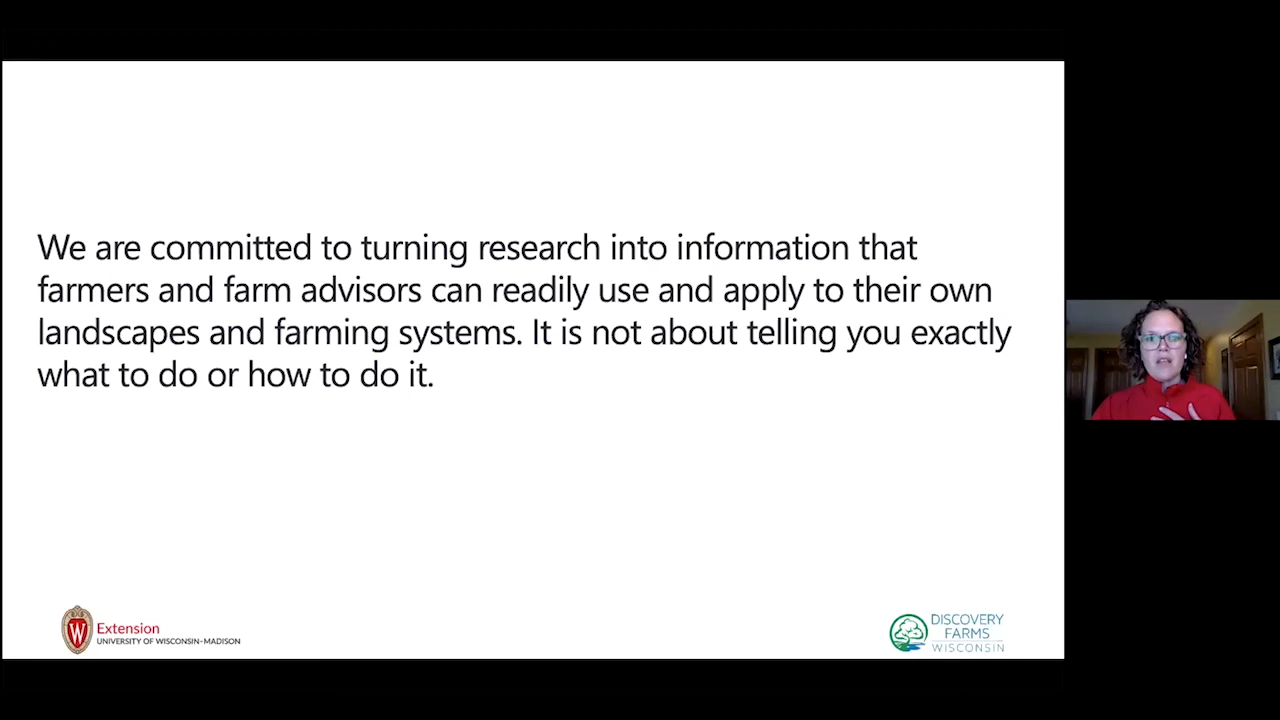 We are committed to turning research into information that
farmers and farm advisors can readily use and apply to their own
landscapes and farming systems. It is not about telling you exactly
what to do or how to do it.
W
Extension
UNIVERSITY OF WISCONSIN–MADISON
DISCOVERY
FARMS
WISCONSIN